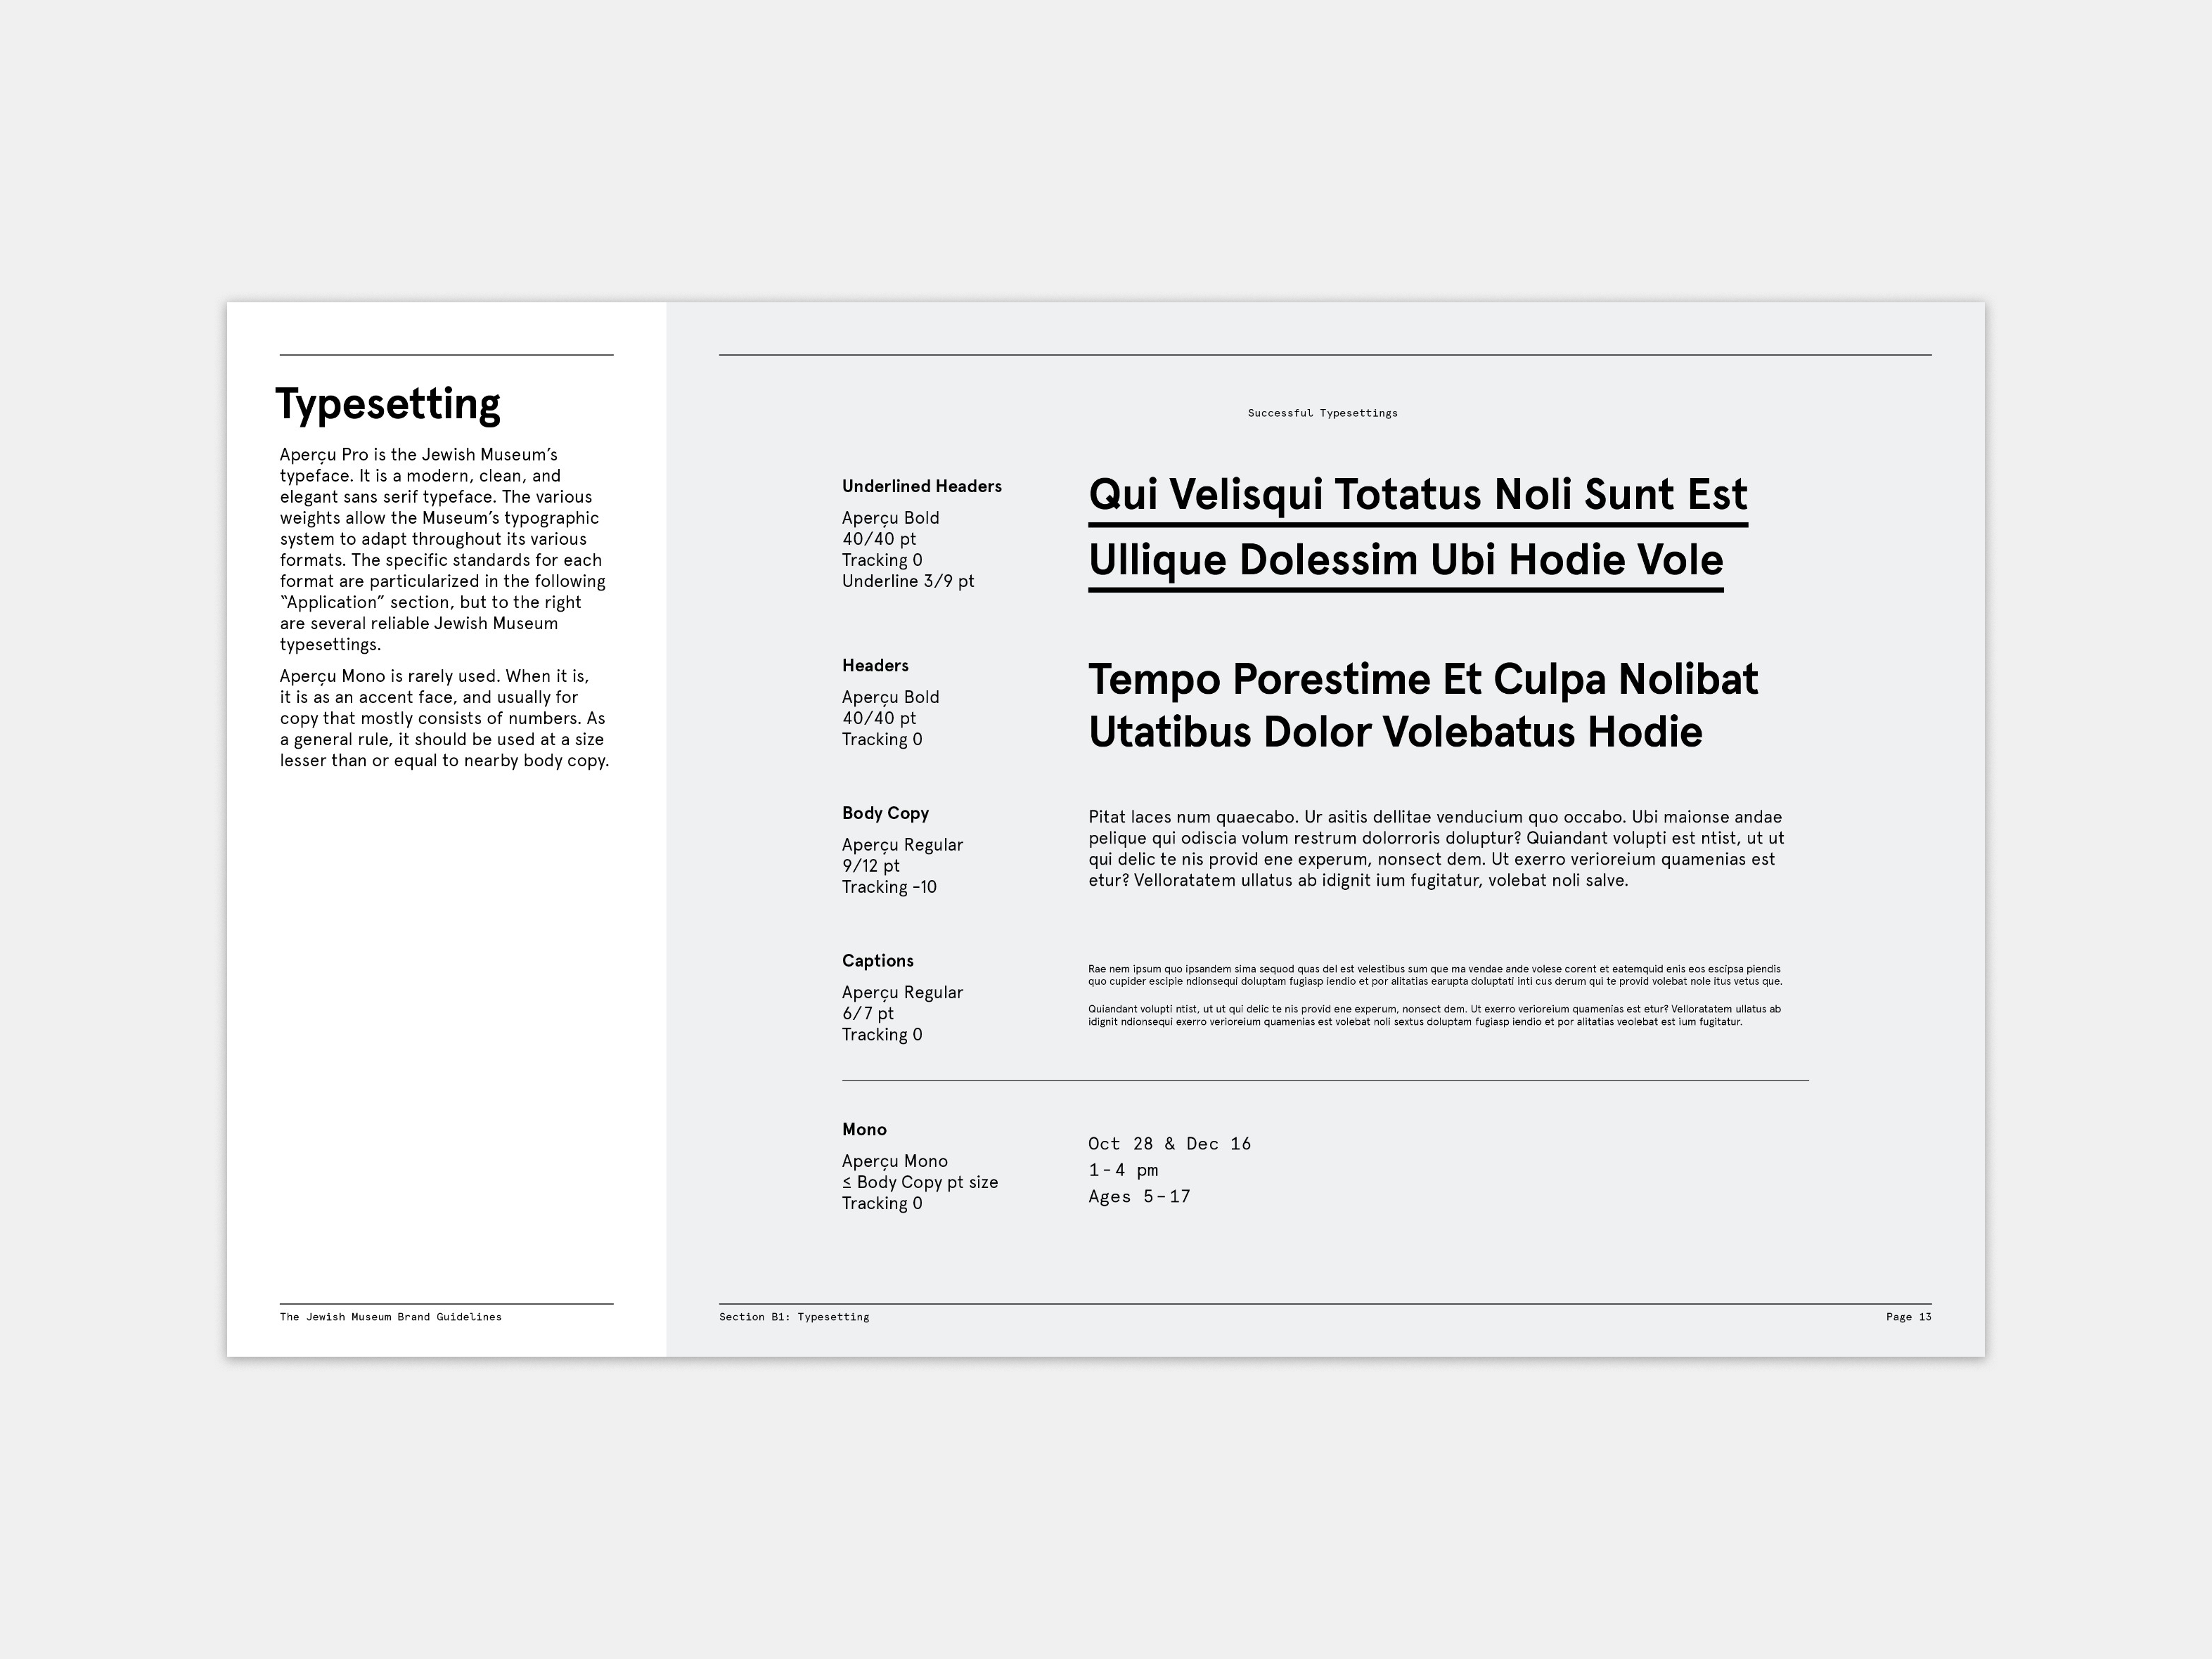 Typesetting
Aperçu Pro is the Jewish Museum’s
typeface. It is a modern, clean, and
elegant sans serif typeface. The various
weights allow the Museum’s typographic
system to adapt throughout its various
formats. The specific standards for each
format are particularized in the following
“Application” section, but to the right
are several reliable Jewish Museum
typesettings.
Aperçu Mono is rarely used. When it is,
it is as an accent face, and usually for
copy that mostly consists of numbers. As
a general rule, it should be used at a size
lesser than or equal to nearby body copy.
The Jewish Museum Brand Guidelines
Successful Typesettings
Underlined Headers
Aperçu Bold
40/40 pt
Tracking 0
Underline 3/9 pt
Qui Velisqui Totatus Noli Sunt Est
Ullique Dolessim Ubi Hodie Vole
Headers
Aperçu Bold
40/40 pt
Tracking 0
Tempo Porestime Et Culpa Nolibat
Utatibus Dolor Volebatus Hodie
Body Copy
Aperçu Regular
9/12 pt
Tracking -10
Pitat laces num quaecabo. Ur asitis dellitae venducium quo occabo. Ubi maionse andae
pelique qui odiscia volum restrum dolorroris doluptur? Quiandant volupti est ntist, ut ut
qui delic te nis provid ene experum, nonsect dem. Ut exerro verioreium quamenias est
etur? Velloratatem ullatus ab idignit ium fugitatur, volebat noli salve.
Captions
Aperçu Regular
6/7 pt
Tracking 0
Rae nem ipsum quo ipsandem sima sequod quas del est velestibus sum que ma vendae ande volese corent et eatemquid enis eos escipsa piendis
quo cupider escipie ndionsequi doluptam fugiasp iendio et por alitatias earupta doluptati inti cus derum qui te provid volebat nole itus vetus que.
Quiandant volupti ntist, ut ut qui delic te nis provid ene experum, nonsect dem. Ut exerro verioreium quamenias est etur? Velloratatem ullatus ab
idignit ndionsequi exerro verioreium quamenias est volebat noli sextus doluptam fugiasp iendio et por alitatias veolebat est ium fugitatur.
Mono
Aperçu Mono
≤ Body Copy pt size
Tracking 0
Oct 28 & Dec 16
1-4 pm
Ages 5-17
Section B1: Typesetting
Page 13